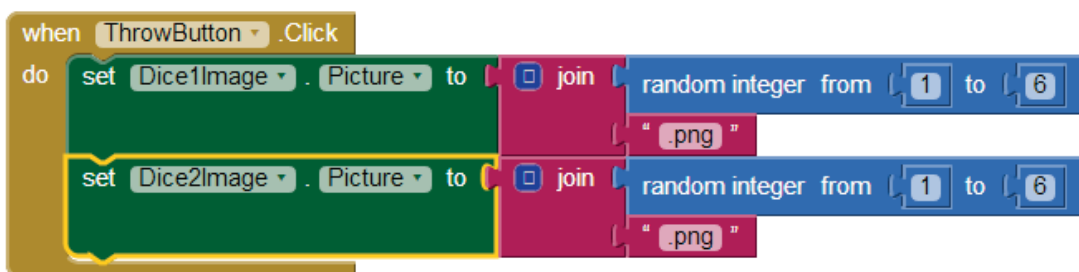 when ThrowButton .Click
do set Dice1Image . Picture to join random integer from 1 to 6
" .png "
set Dice2Image . Picture to join random integer from 1 to 6
" .png "